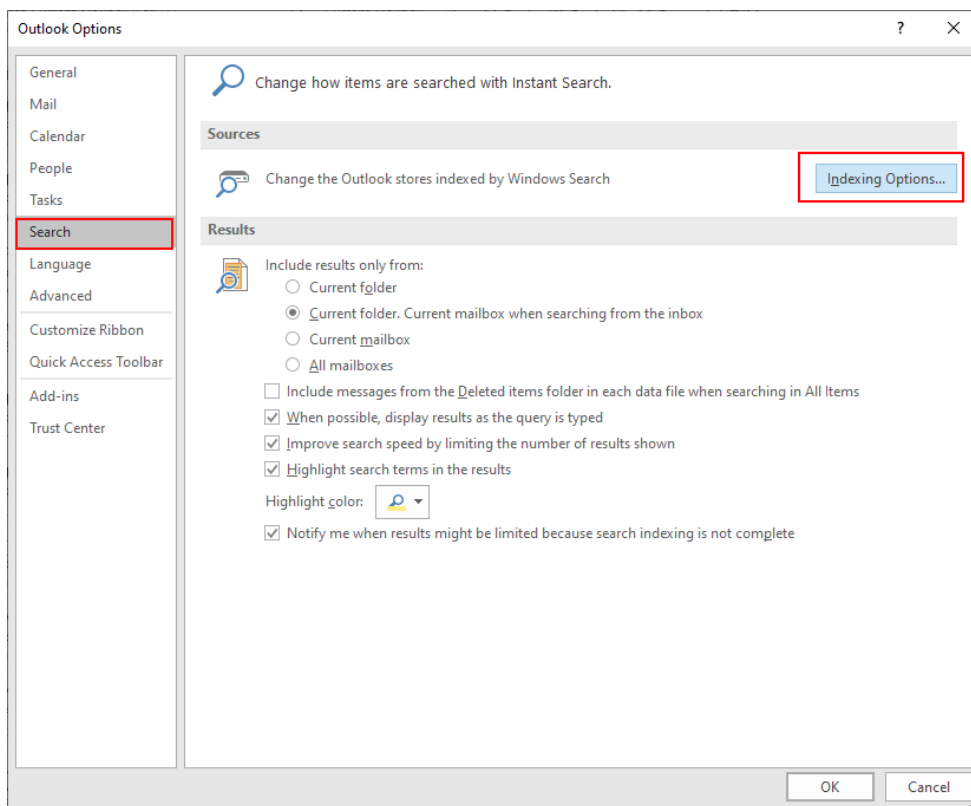 Outlook Options
?
General
Mail
Calendar
People
Tasks
Search
Language
Advanced
Customize Ribbon
Quick Access Toolbar
Add-ins
Trust Center
Change how items are searched with Instant Search.
Sources
Change the Outlook stores indexed by Windows Search
Indexing Options...
Results
Include results only from:
Current folder
Current folder. Current mailbox when searching from the inbox
Current mailbox
All mailboxes
Include messages from the Deleted items folder in each data file when searching in All Items
When possible, display results as the query is typed
Improve search speed by limiting the number of results shown
Highlight search terms in the results
Highlight color:
Notify me when results might be limited because search indexing is not complete
OK
Cancel